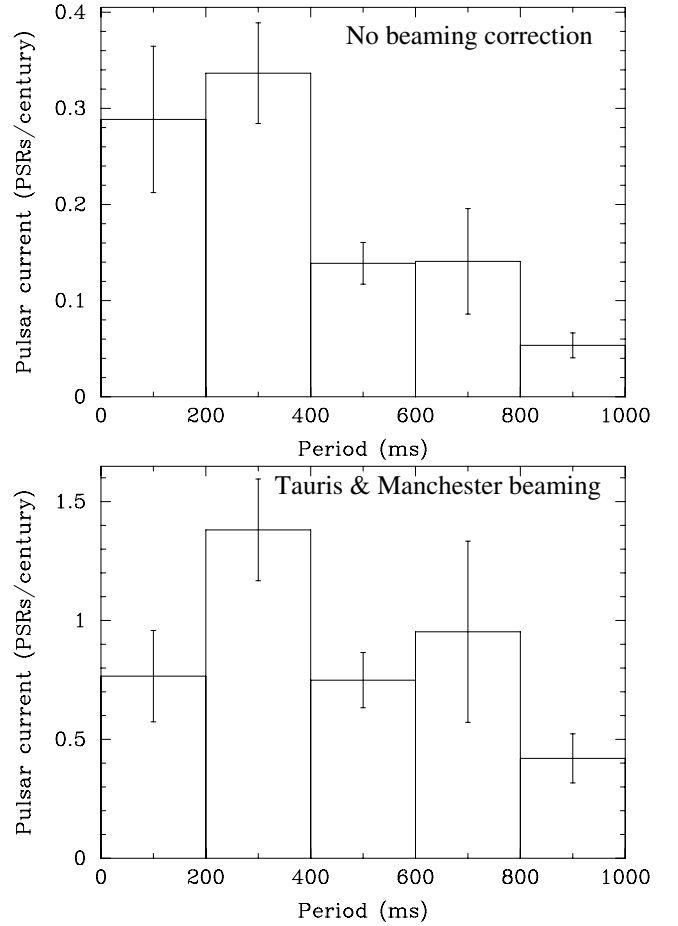 No beaming correction
Pulsar current (PSRs/century)
0.4
0.3
0.2
0.1
0
0 200 400 600 800 1000
Period (ms)
Tauris & Manchester beaming
Pulsar current (PSRs/century)
1.5
1
0.5
0
0 200 400 600 800 1000
Period (ms)